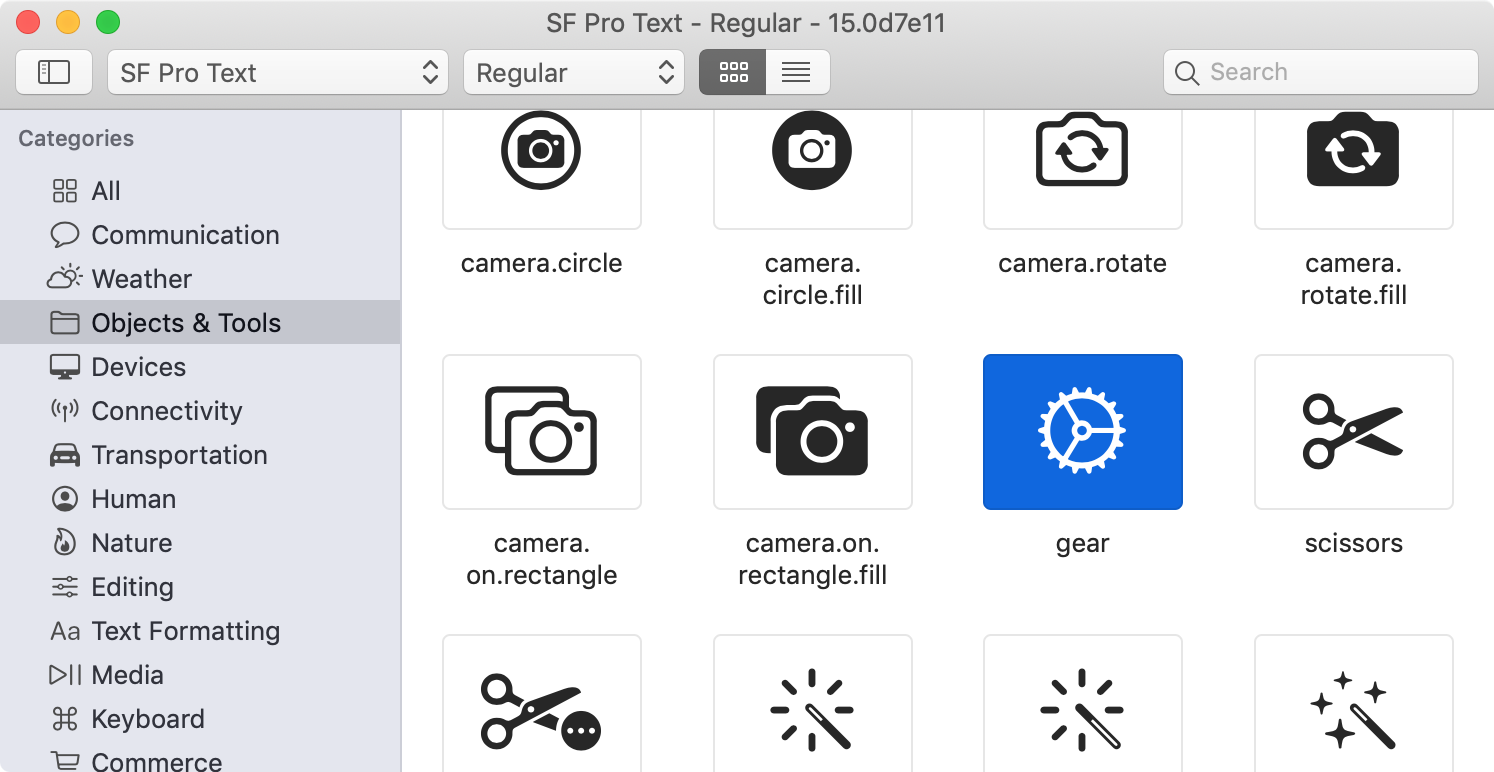 SF Pro Text - Regular - 15.0d7e11
SF Pro Text
Regular
Search
Categories
All
Communication
Weather
Objects & Tools
Devices
Connectivity
Transportation
Human
Nature
Editing
Aa Text Formatting
Media
Keyboard
Commerce
camera.circle
camera.
circle.fill
camera.rotate
camera.
rotate.fill
camera.
on.rectangle
camera.on.
rectangle.fill
gear
scissors